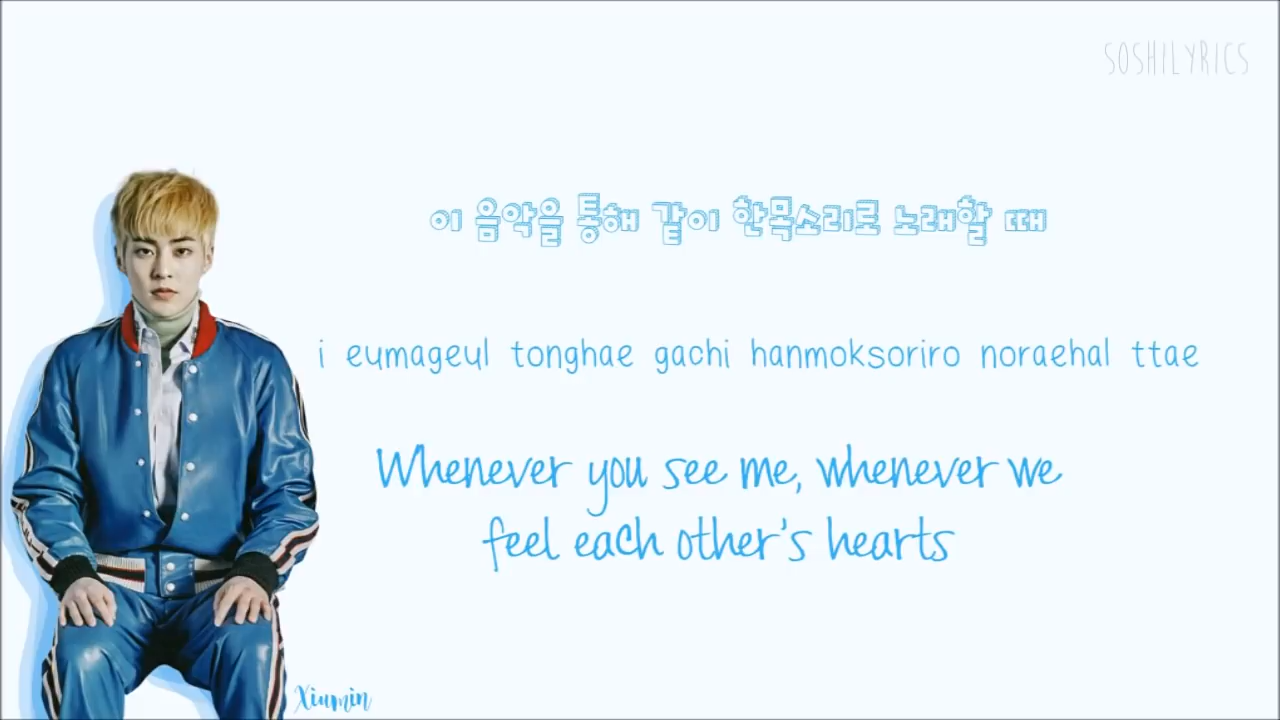 SOSHILYRICS
이 음악을 통해 같이 한목소리로 노래할 때
i eumageul tonghae gachi hanmoksoriro noraehal ttae
Whenever you see me, whenever we
feel each other's hearts
Xiumin